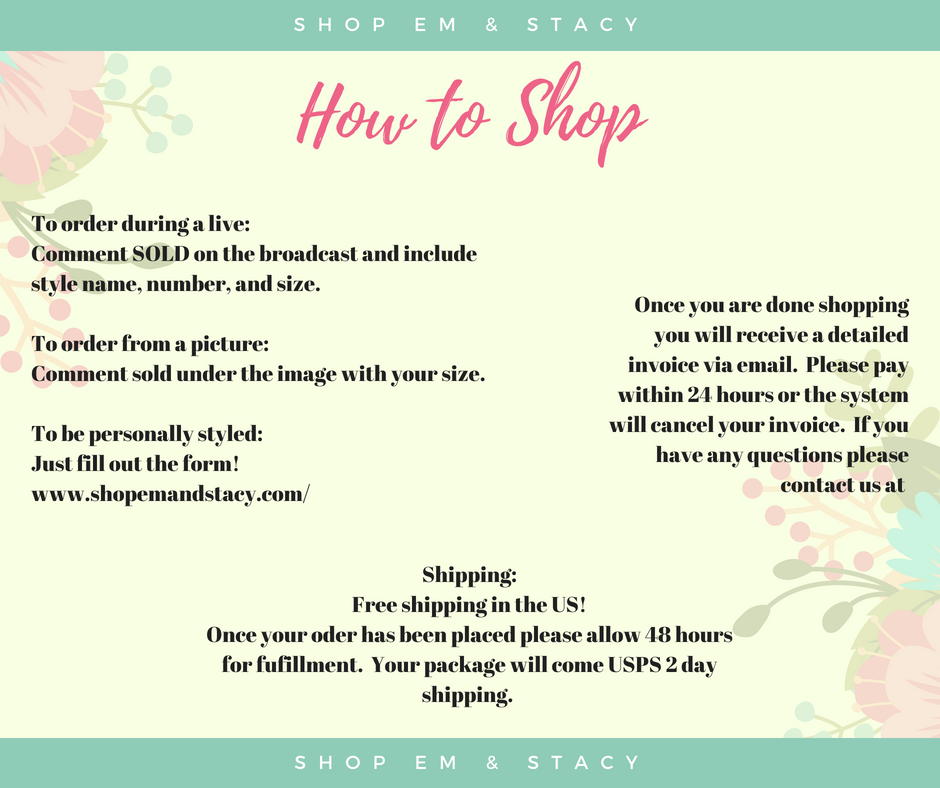 SHOP EM & STACY
How to Shop
To order during a live:
Comment SOLD on the broadcast and include
style name, number, and size.
To order from a picture:
Comment sold under the image with your size.
To be personally styled:
Just fill out the form!
www.shopemandstacy.com/
Once you are done shopping
you will receive a detailed
invoice via email. Please pay
within 24 hours or the system
will cancel your invoice. If you
have any questions please
contact us at
Shipping:
Free shipping in the US!
Once your oder has been placed please allow 48 hours
for fufillment. Your package will come USPS 2 day
shipping.
SHOP EM & STACY